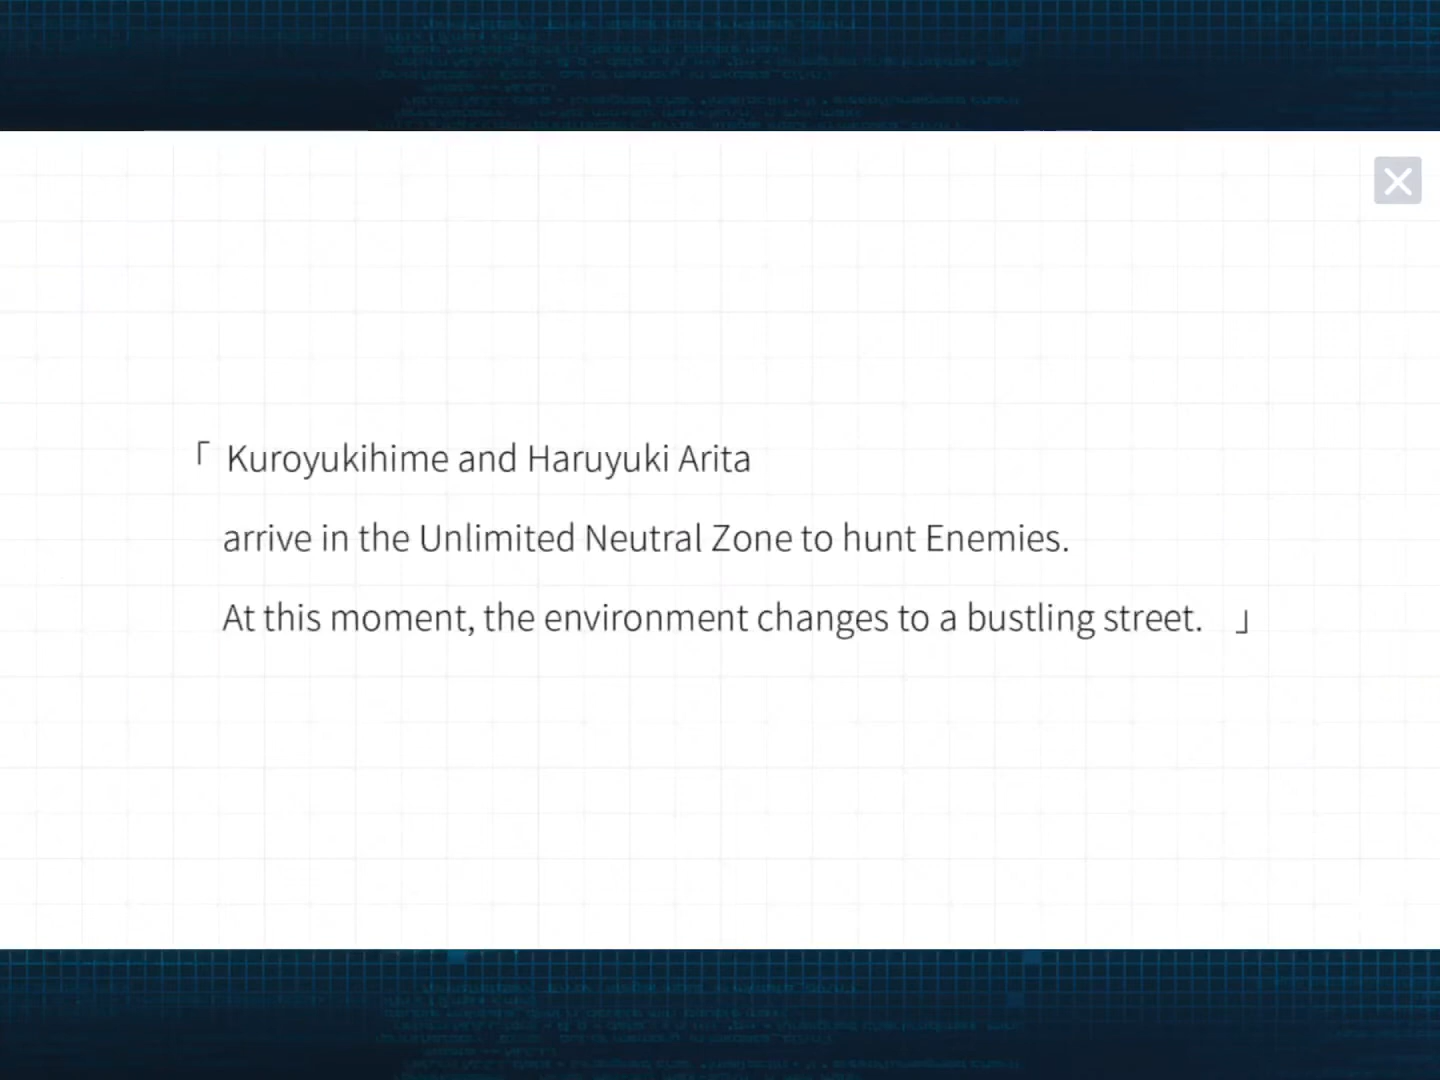 「 Kuroyukihime and Haruyuki Arita
arrive in the Unlimited Neutral Zone to hunt Enemies.
At this moment, the environment changes to a bustling street. 」